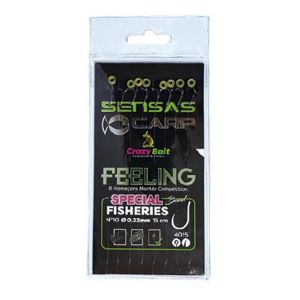 SENSAS
CARP
Crazy Bait
FEELING
8 Hameçons Montés Compétition
SPECIAL Barbed
FISHERIES
N°10 Ø 0.22mm 15 cm
4015